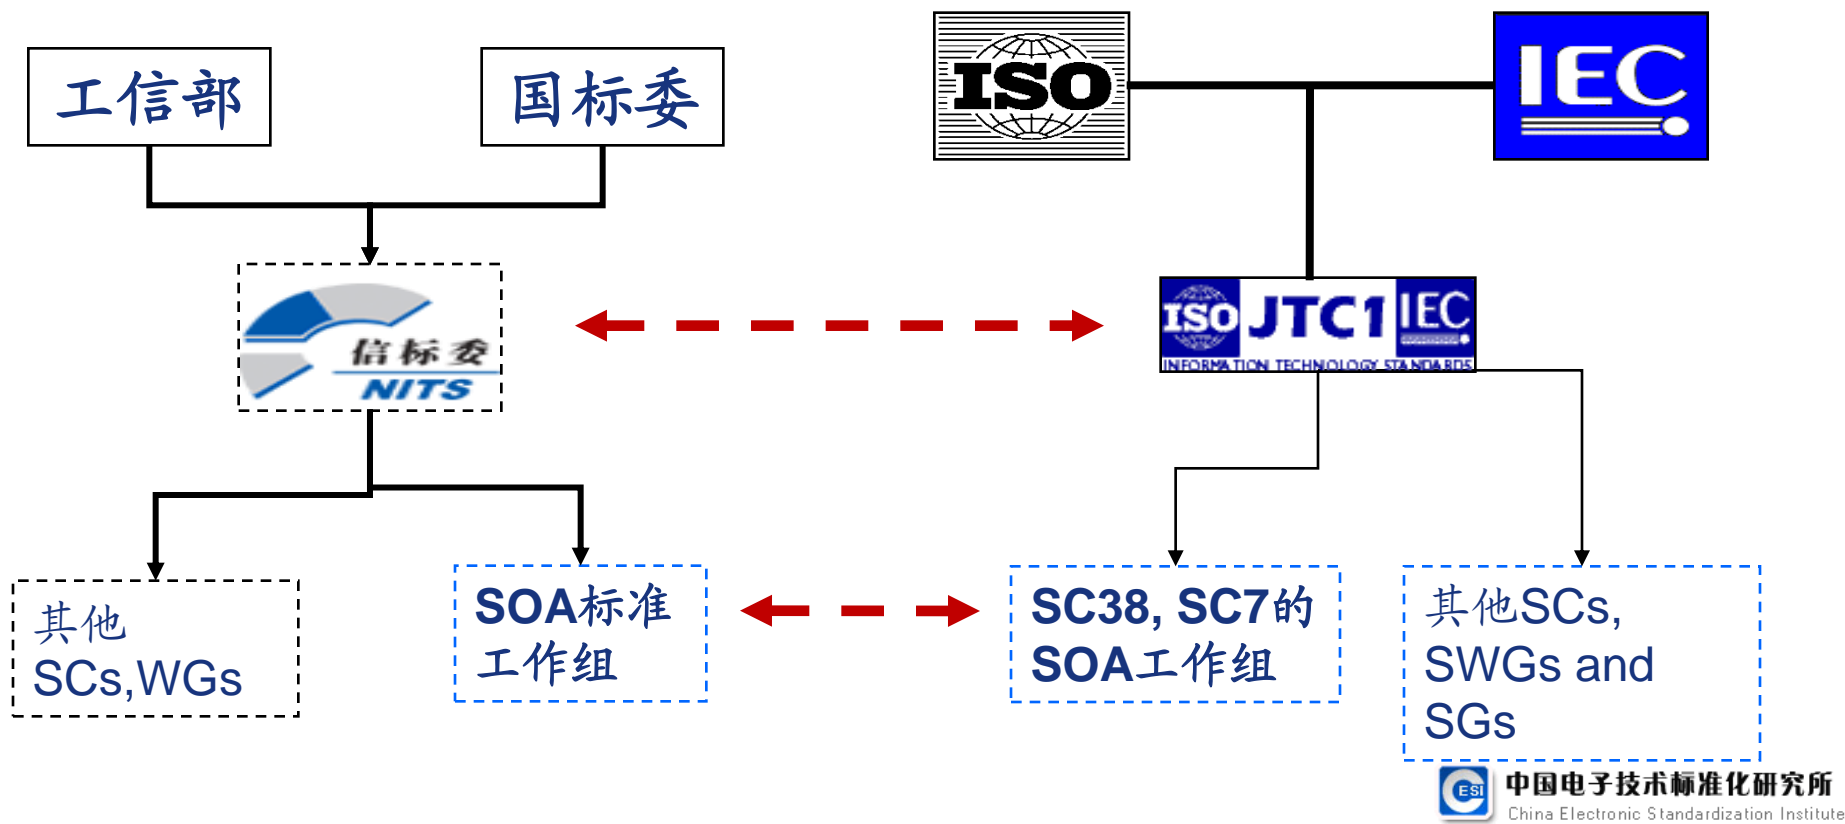 工信部
国标委
ISO
IEC
信标委
NITS
ISO JTC1 IEC
INFORMATION TECHNOLOGY STANDARDS
其他
SCs,WGs
SOA标准
工作组
SC38, SC7的
SOA工作组
其他SCs,
SWGs and
SGs
CESI
中国电子技术标准化研究所
China Electronic Standardization Institute